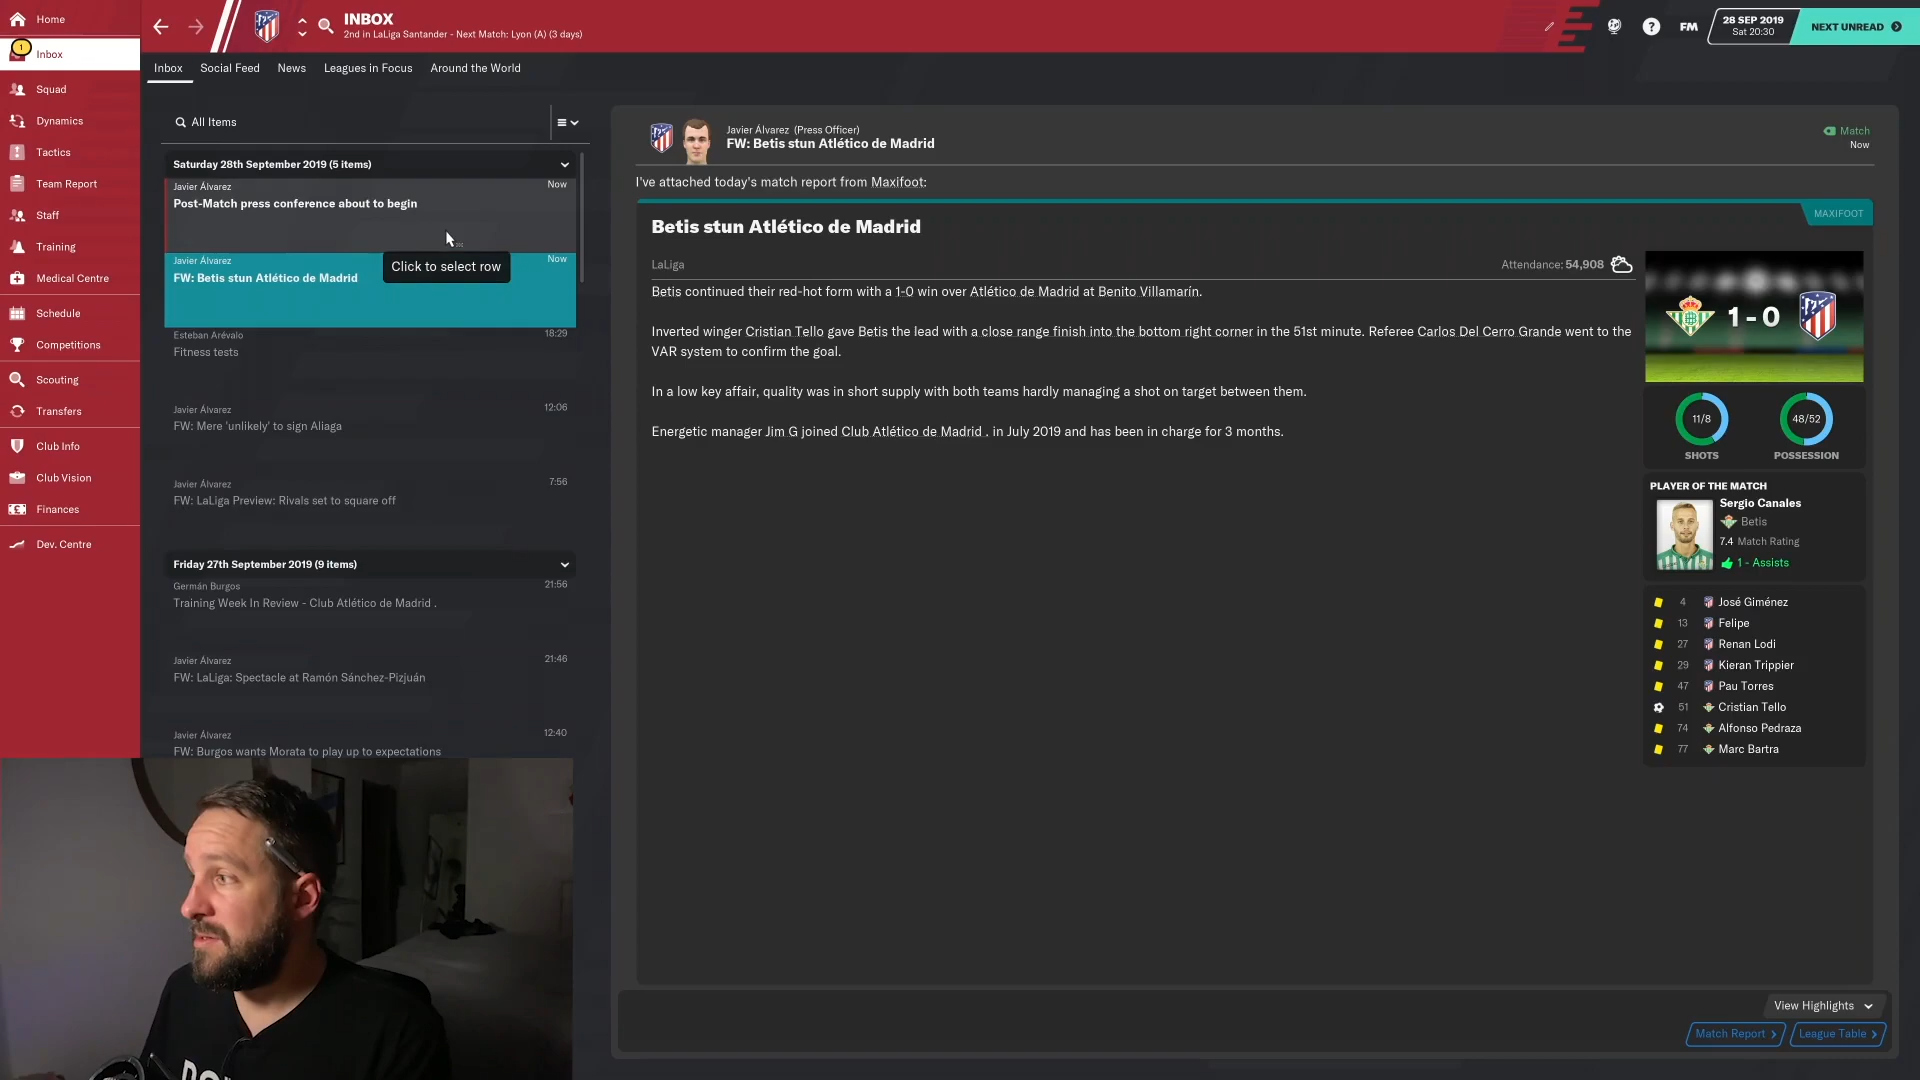 Home
1
Inbox
Squad
Dynamics
Tactics
Team Report
Staff
Training
Medical Centre
Schedule
Competitions
Scouting
Transfers
Club Info
Club Vision
Finances
Dev. Centre
INBOX
2nd in LaLiga Santander - Next Match: Lyon (A) (3 days)
?
FM
28 SEP 2019
Sat 20:30
NEXT UNREAD
Inbox Social Feed News Leagues in Focus Around the World
All Items
Saturday 28th September 2019 (5 items)
Javier Álvarez Now
Post-Match press conference about to begin
Javier Álvarez Now
FW: Betis stun Atlético de Madrid
Click to select row
Esteban Arévalo 18:29
Fitness tests
Javier Álvarez 12:06
FW: Mere 'unlikely' to sign Aliaga
Javier Álvarez 7:56
FW: LaLiga Preview: Rivals set to square off
Friday 27th September 2019 (9 items)
Germán Burgos 21:56
Training Week In Review - Club Atlético de Madrid .
Javier Álvarez 21:46
FW: LaLiga: Spectacle at Ramón Sánchez-Pizjuán
Javier Álvarez 12:40
FW: Burgos wants Morata to play up to expectations
Javier Álvarez (Press Officer)
FW: Betis stun Atlético de Madrid
Match
Now
I've attached today's match report from Maxifoot:
MAXIFOOT
Betis stun Atlético de Madrid
LaLiga Attendance: 54,908
Betis continued their red-hot form with a 1-0 win over Atlético de Madrid at Benito Villamarín.
Inverted winger Cristian Tello gave Betis the lead with a close range finish into the bottom right corner in the 51st minute. Referee Carlos Del Cerro Grande went to the
VAR system to confirm the goal.
In a low key affair, quality was in short supply with both teams hardly managing a shot on target between them.
Energetic manager Jim G joined Club Atlético de Madrid . in July 2019 and has been in charge for 3 months.
1 - 0
11/8 48/52
SHOTS POSSESSION
PLAYER OF THE MATCH
Sergio Canales
Betis
7.4 Match Rating
1 - Assists
4 José Giménez
13 Felipe
27 Renan Lodi
29 Kieran Trippier
47 Pau Torres
51 Cristian Tello
74 Alfonso Pedraza
77 Marc Bartra
View Highlights
Match Report
League Table